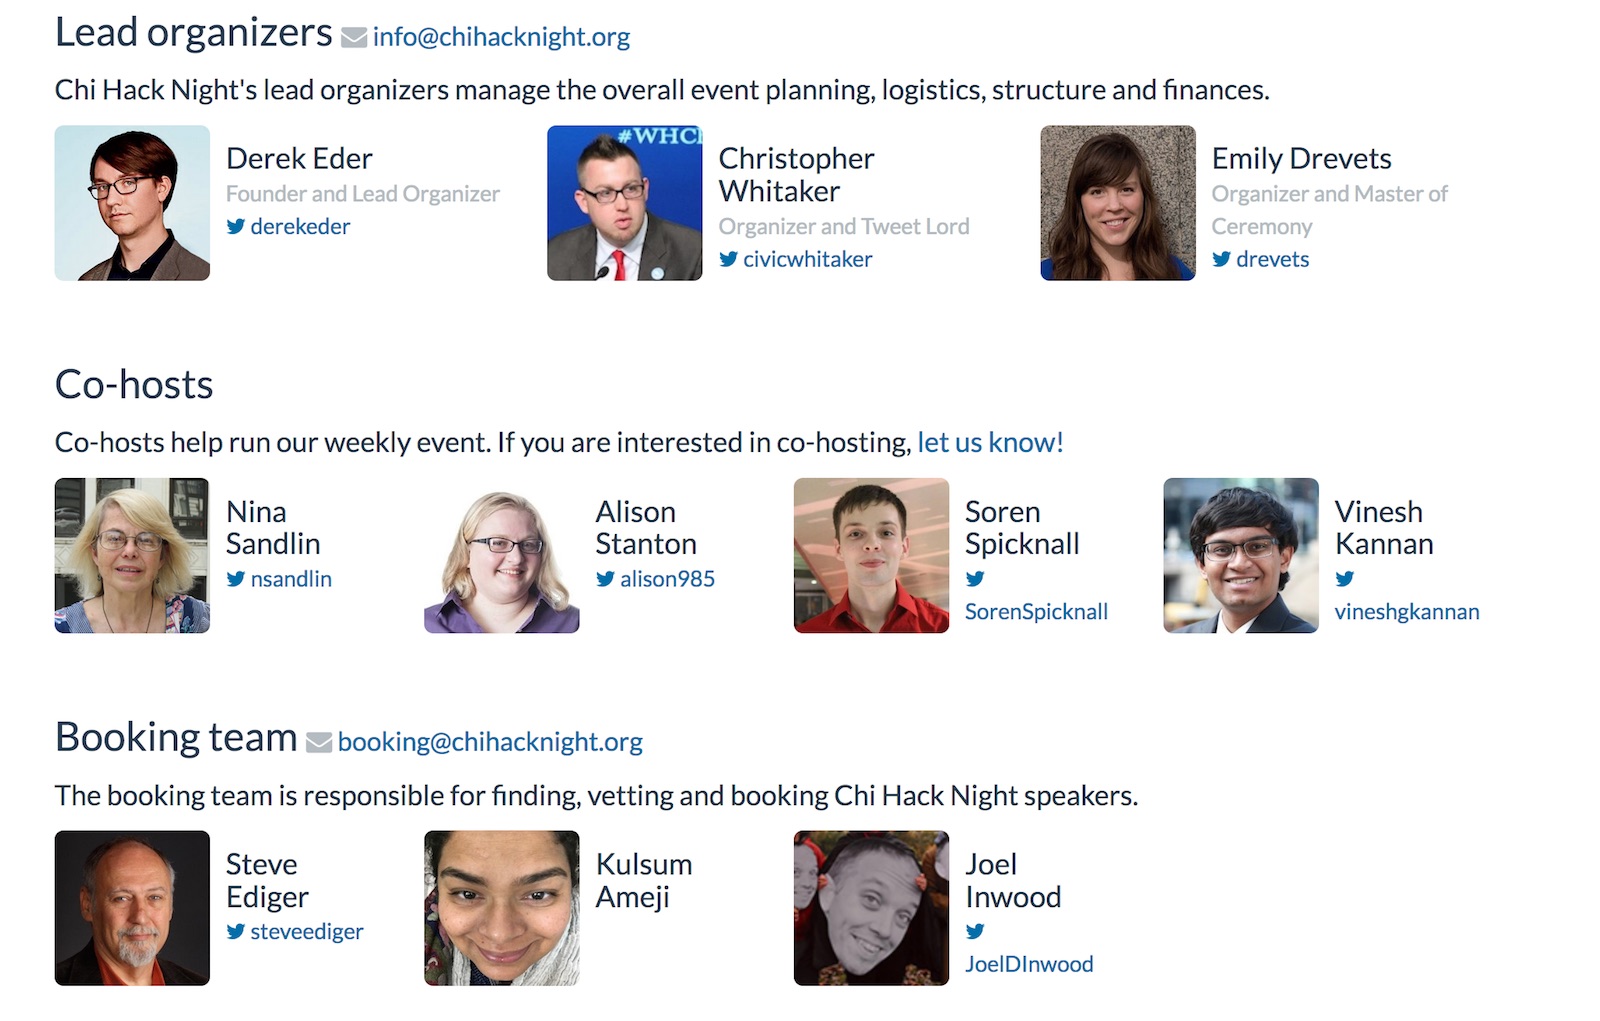 Lead organizers info@chihacknight.org
Chi Hack Night's lead organizers manage the overall event planning, logistics, structure and finances.
#WHC
Derek Eder
Founder and Lead Organizer
derekeder
Christopher
Whitaker
Organizer and Tweet Lord
civicwhitaker
Emily Drevets
Organizer and Master of
Ceremony
drevets
Co-hosts
Co-hosts help run our weekly event. If you are interested in co-hosting, let us know!
Nina
Sandlin
nsandlin
Alison
Stanton
alison985
Soren
Spicknall
SorenSpicknall
Vinesh
Kannan
vineshgkannan
Booking team booking@chihacknight.org
The booking team is responsible for finding, vetting and booking Chi Hack Night speakers.
Steve
Ediger
steveediger
Kulsum
Ameji
Joel
Inwood
JoelDInwood